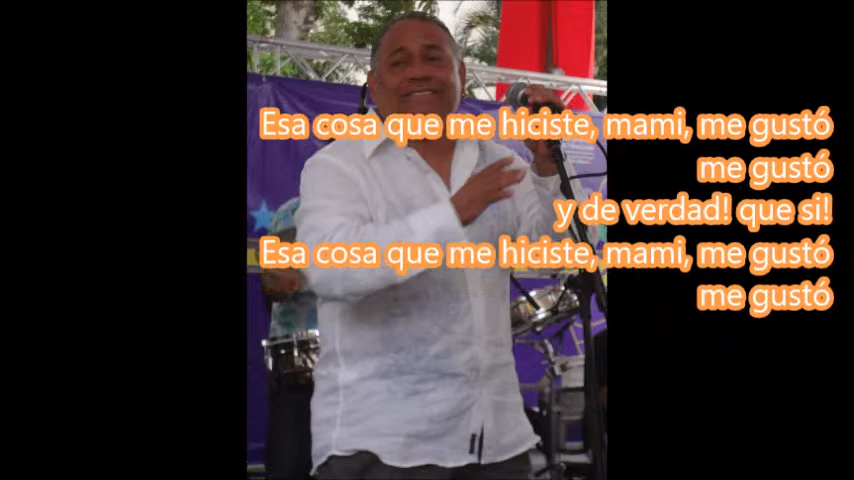 Esa cosa que me hiciste, mami, me gustó
me gustó
y de verdad! que si!
Esa cosa que me hiciste, mami, me gustó
me gustó